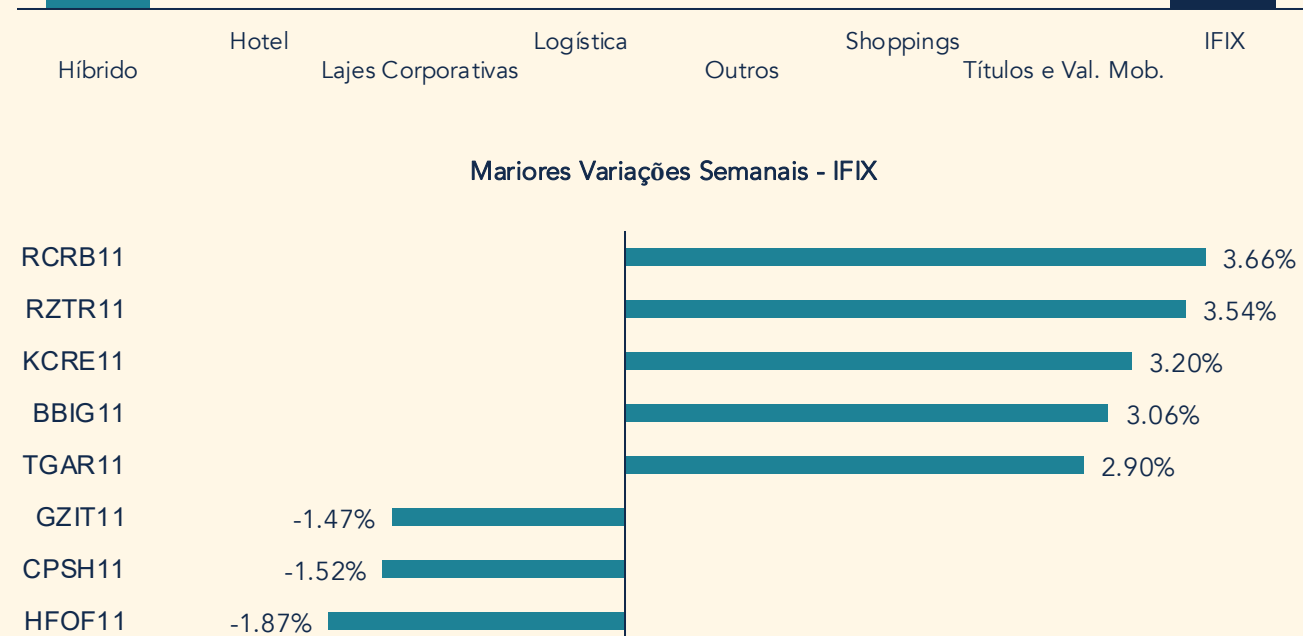 Hotel Logística Shoppings IFIX
Híbrido Lajes Corporativas Outros Títulos e Val. Mob.
Mariores Variações Semanais - IFIX
RCRB11 3.66%
RZTR11 3.54%
KCRE11 3.20%
BBIG11 3.06%
TGAR11 2.90%
GZIT11 -1.47%
CPSH11 -1.52%
HFOF11 -1.87%